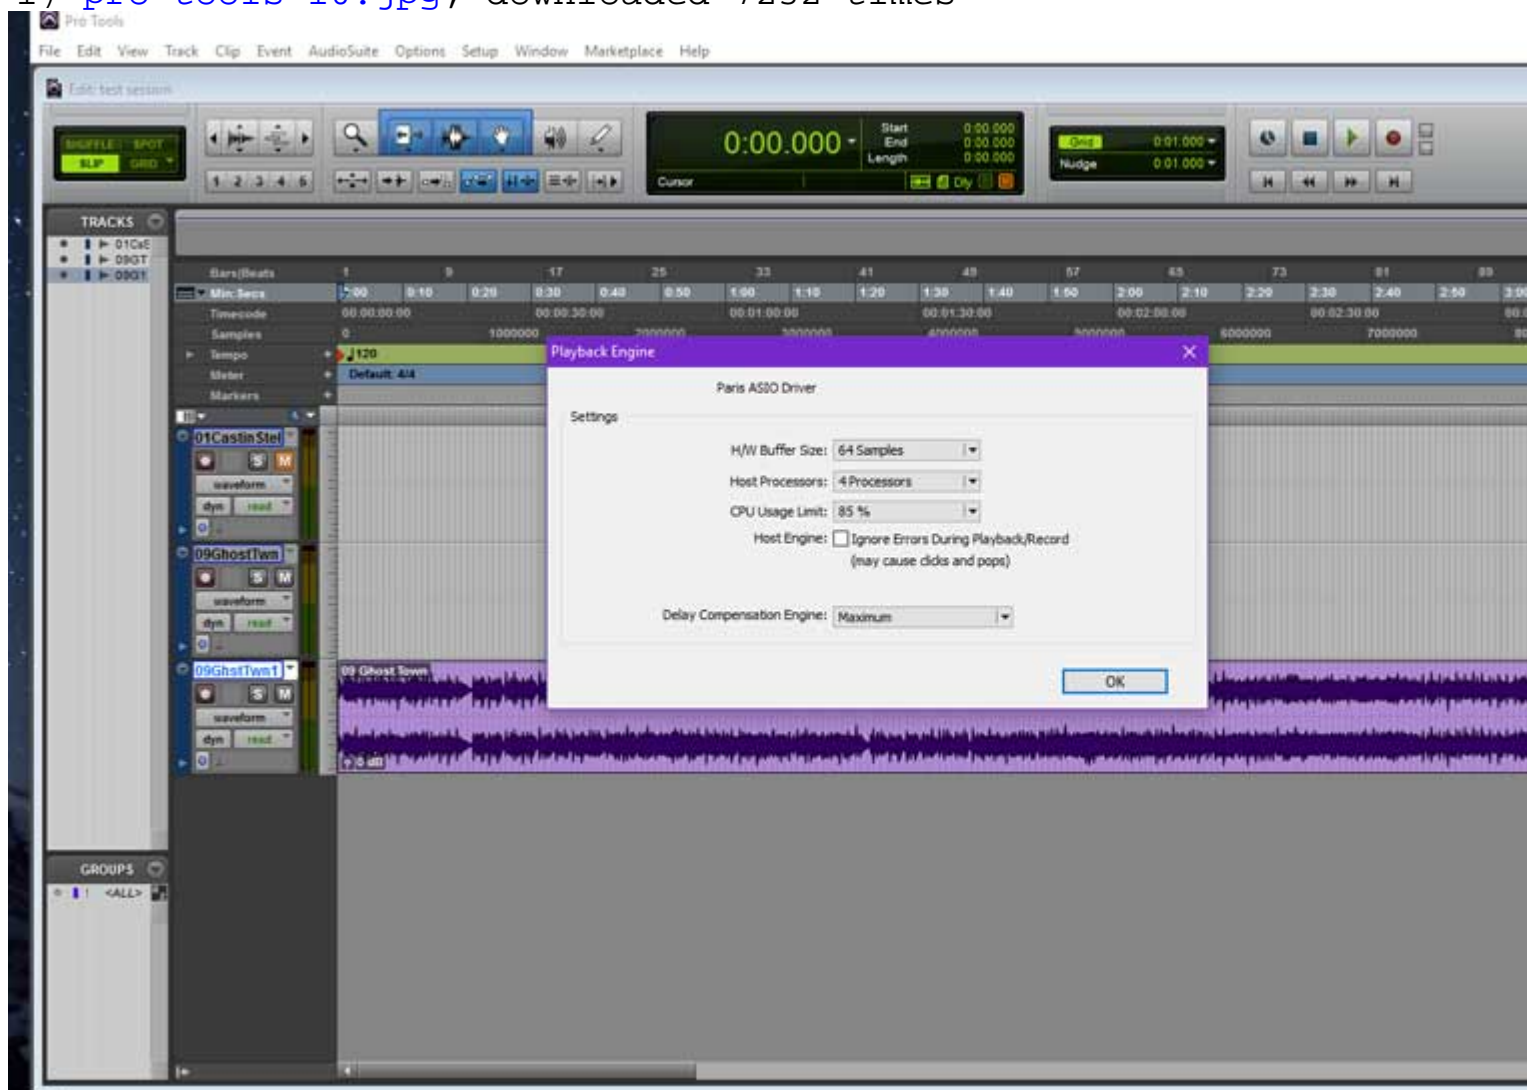 1) pro tools 10.jpg, downloaded 7252 times
Pro Tools
File Edit View Track Clip Event AudioSuite Options Setup Window Marketplace Help
Edit: test session
SHUFFLE SPOT
SLIP GRID
1 2 3 4 5
0:00.000
Start 0:00.000
End 0:00.000
Length 0:00.000
Cursor
Dly
Grid 0:01.000
Nudge 0:01.000
TRACKS
01CsS
09GT
09G1
Bars|Beats 1 9 17 25 33 41 49 57 65 73 81 89
Min:Secs 0:00 0:10 0:20 0:30 0:40 0:50 1:00 1:10 1:20 1:30 1:40 1:50 2:00 2:10 2:20 2:30 2:40 2:50 3:00
Timecode 00:00:00:00 00:00:30:00 00:01:00:00 00:01:30:00 00:02:00:00 00:02:30:00
Samples 0 1000000 2000000 3000000 4000000 5000000 6000000 7000000
Tempo 120
Meter Default: 4/4
Markers
Playback Engine
Paris ASIO Driver
Settings
H/W Buffer Size: 64 Samples
Host Processors: 4 Processors
CPU Usage Limit: 85 %
Host Engine: Ignore Errors During Playback/Record
(may cause clicks and pops)
Delay Compensation Engine: Maximum
OK
01CastinStel
S M
waveform
dyn read
09GhostTwn
S M
waveform
dyn read
09GhstTwn1
S M
waveform
dyn read
09 Ghost Town
0 dB
GROUPS
! <ALL>